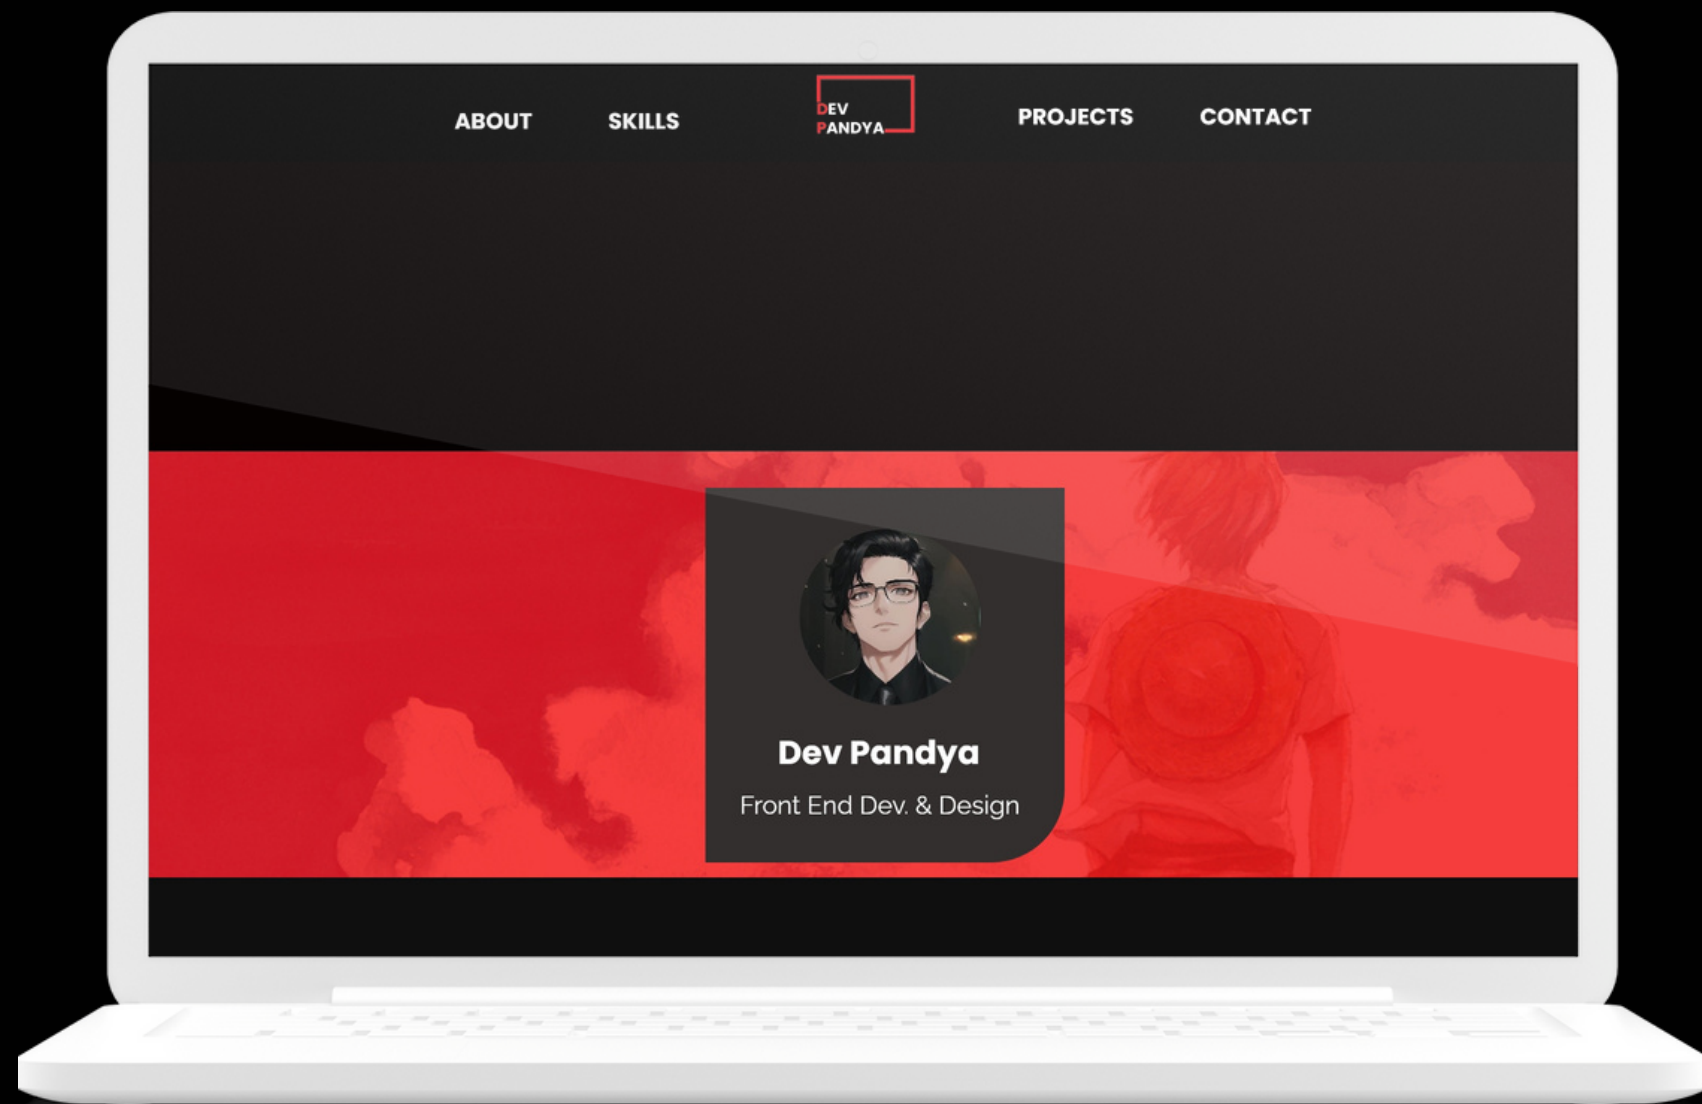 ABOUT
SKILLS
DEV
PANDYA
PROJECTS
CONTACT
Dev Pandya
Front End Dev. & Design